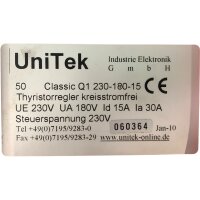 UniTek
Industrie Elektronik
G m b H
50 Classic Q1 230-180-15 CE
Thyristorregler kreisstromfrei
UE 230V UA 180V Id 15A Ia 30A
Steuerspannung 230V
Tel +49(0)7195/9283-0 060364 Jan-10
Fax +49(0)7195/9283-29 www.unitek-online.de